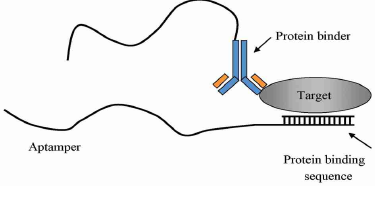 Protein binder
Target
Aptamper
Protein binding
sequence